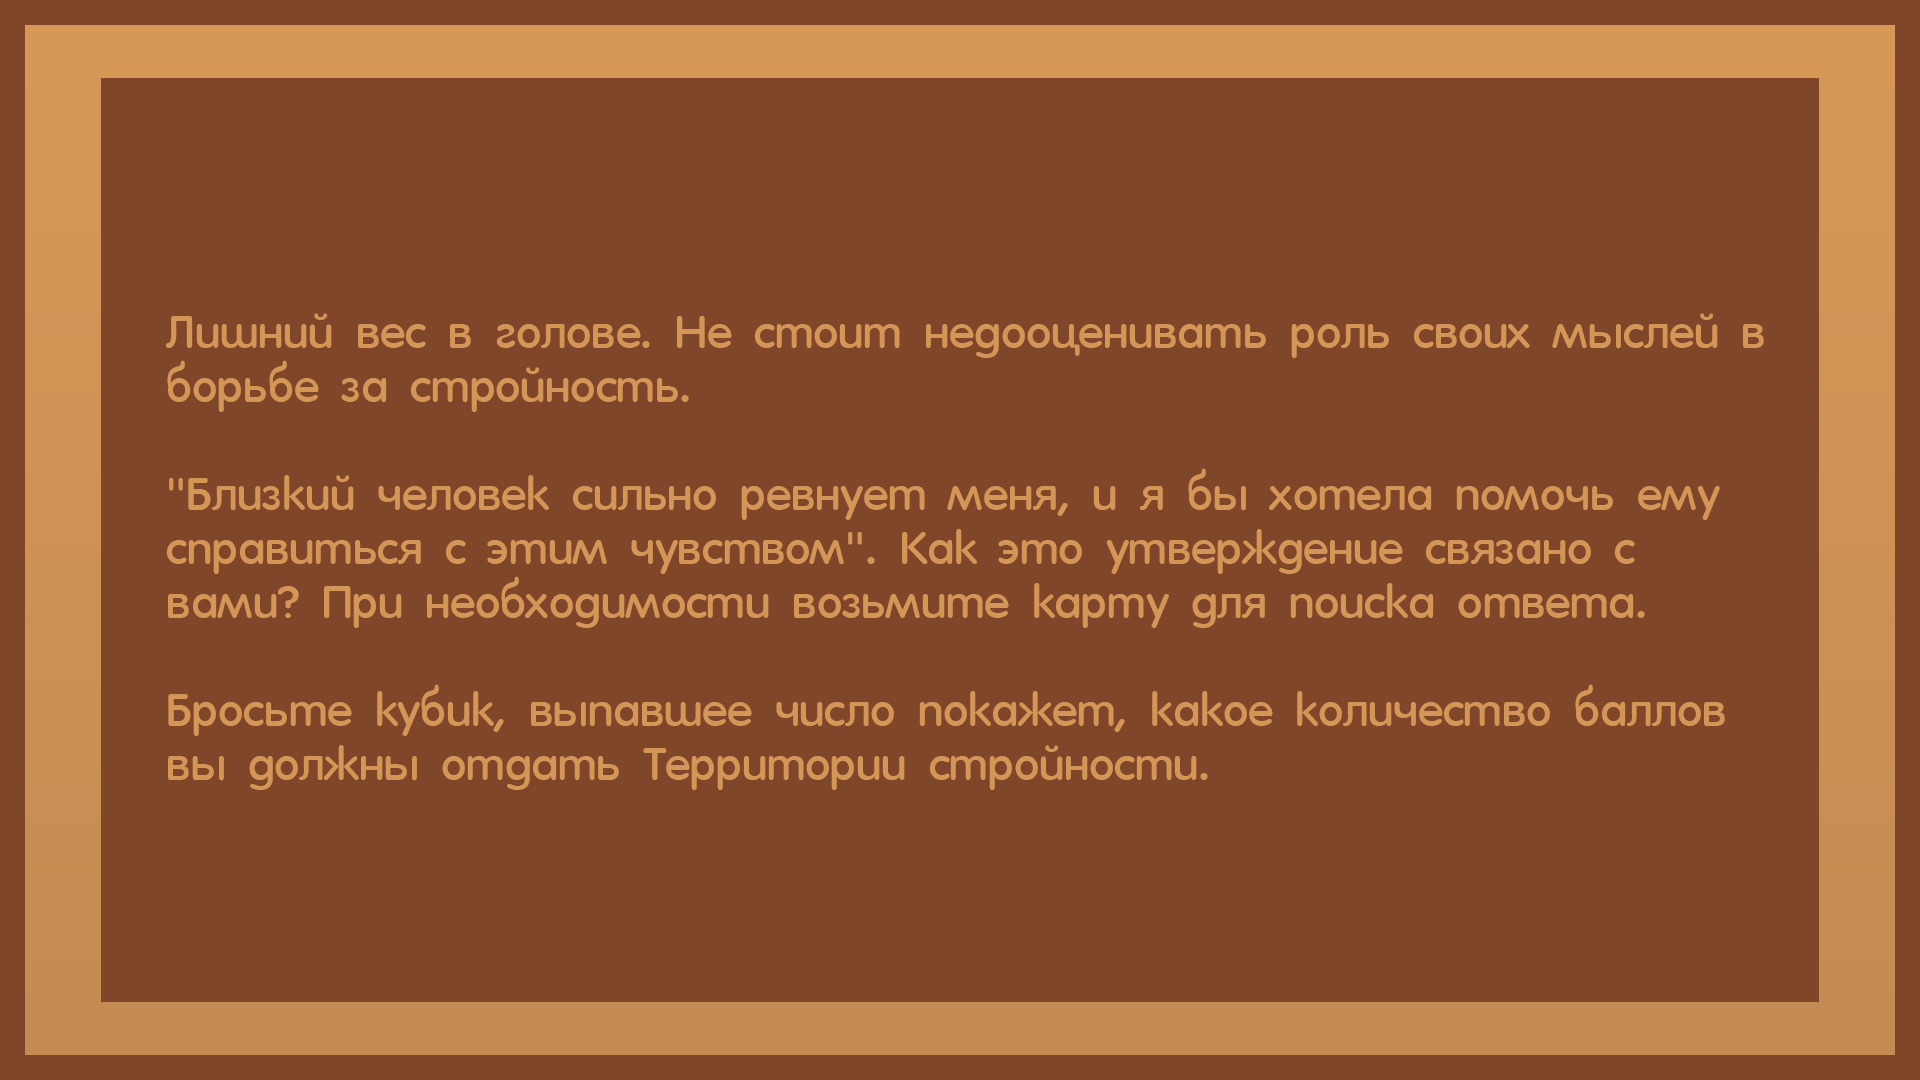 Лишний вес в голове. Не стоит недооценивать роль своих мыслей в
борьбе за стройность.
"Близкий человек сильно ревнует меня, и я бы хотела помочь ему
справиться с этим чувством". Как это утверждение связано с
вами? При необходимости возьмите карту для поиска ответа.
Бросьте кубик, выпавшее число покажет, какое количество баллов
вы должны отдать Территории стройности.